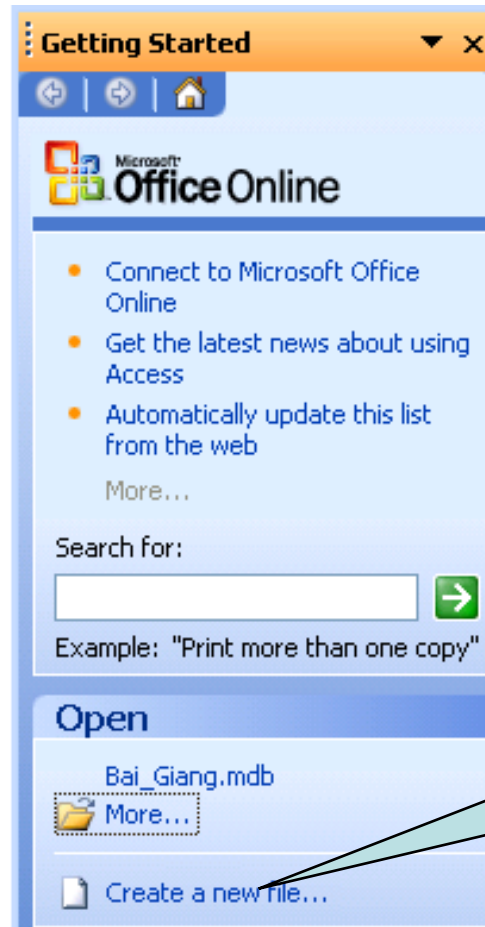 Getting Started
Microsoft
Office Online
Connect to Microsoft Office
Online
Get the latest news about using
Access
Automatically update this list
from the web
More...
Search for:
Example: "Print more than one copy"
Open
Bai_Giang.mdb
More...
Create a new file...